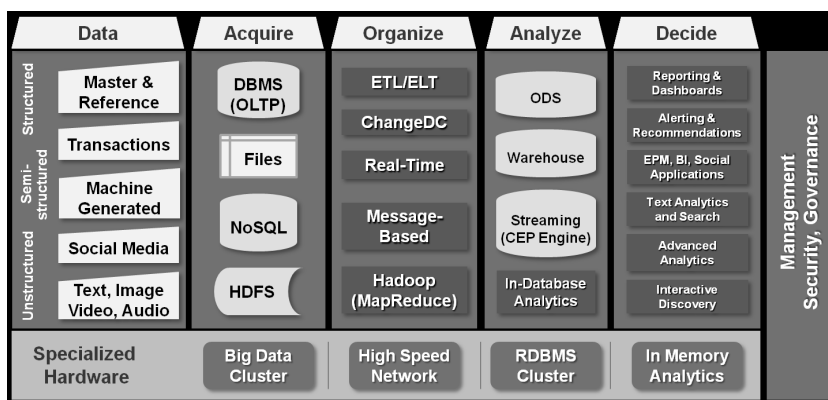 Data
Acquire
Organize
Analyze
Decide
Structured
Semi-
structured
Unstructured
Master &
Reference
Transactions
Machine
Generated
Social Media
Text, Image
Video, Audio
DBMS
(OLTP)
Files
NoSQL
HDFS
ETL/ELT
ChangeDC
Real-Time
Message-
Based
Hadoop
(MapReduce)
ODS
Warehouse
Streaming
(CEP Engine)
In-Database
Analytics
Reporting &
Dashboards
Alerting &
Recommendations
EPM, BI, Social
Applications
Text Analytics
and Search
Advanced
Analytics
Interactive
Discovery
Management
Security, Governance
Specialized
Hardware
Big Data
Cluster
High Speed
Network
RDBMS
Cluster
In Memory
Analytics